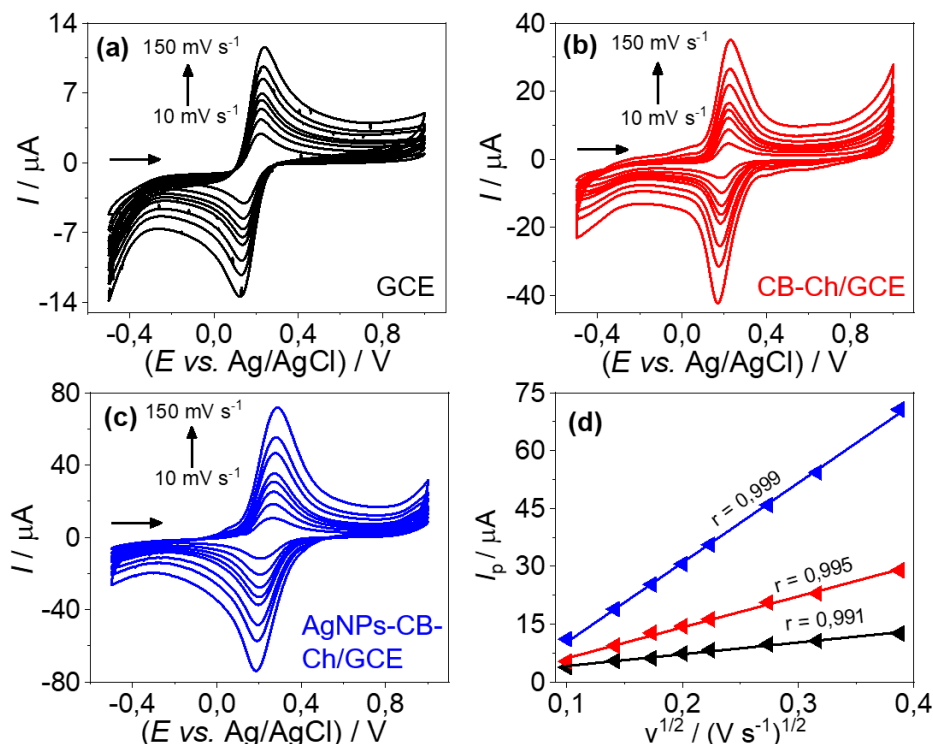 (a)
150 mV s⁻¹
10 mV s⁻¹
14
7
0
-7
-14
I / µA
GCE
-0,4
0,0
0,4
0,8
(E vs. Ag/AgCl) / V
(b)
150 mV s⁻¹
10 mV s⁻¹
40
20
0
-20
-40
I / µA
CB-Ch/GCE
-0,4
0,0
0,4
0,8
(E vs. Ag/AgCl) / V
(c)
150 mV s⁻¹
10 mV s⁻¹
80
40
0
-40
-80
I / µA
AgNPs-CB-
Ch/GCE
-0,4
0,0
0,4
0,8
(E vs. Ag/AgCl) / V
(d)
75
60
45
30
15
0
Iₚ / µA
r = 0,999
r = 0,995
r = 0,991
0,1
0,2
0,3
0,4
v¹ᐟ² / (V s⁻¹)¹ᐟ²